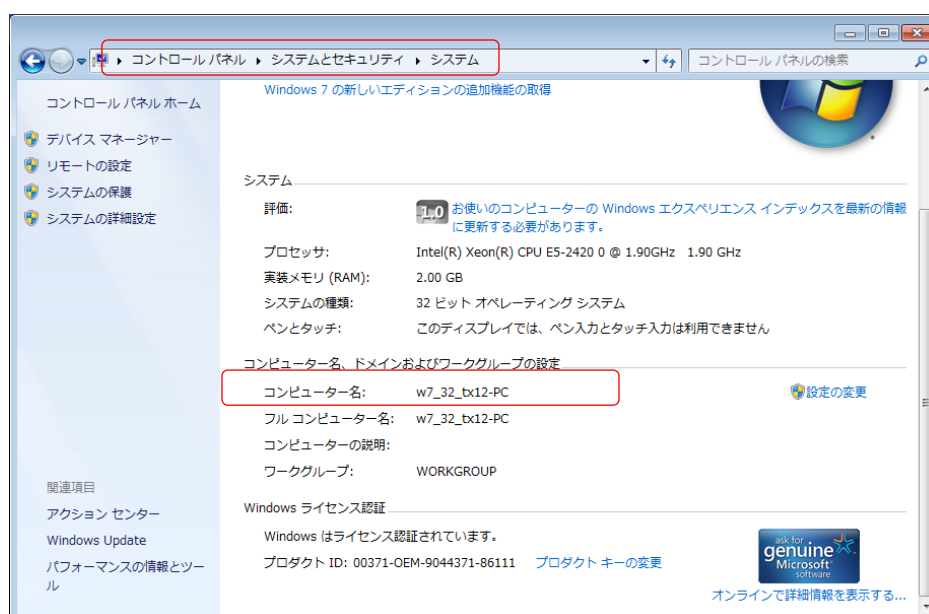 コントロール パネル ▸ システムとセキュリティ ▸ システム
コントロール パネルの検索
コントロール パネル ホーム
デバイス マネージャー
リモートの設定
システムの保護
システムの詳細設定
関連項目
アクション センター
Windows Update
パフォーマンスの情報とツー
ル
Windows 7 の新しいエディションの追加機能の取得
システム
評価: 1.0 お使いのコンピューターの Windows エクスペリエンス インデックスを最新の情報
に更新する必要があります。
プロセッサ: Intel(R) Xeon(R) CPU E5-2420 0 @ 1.90GHz 1.90 GHz
実装メモリ (RAM): 2.00 GB
システムの種類: 32 ビット オペレーティング システム
ペンとタッチ: このディスプレイでは、ペン入力とタッチ入力は利用できません
コンピューター名、ドメインおよびワークグループの設定
コンピューター名: w7_32_tx12-PC 設定の変更
フル コンピューター名: w7_32_tx12-PC
コンピューターの説明:
ワークグループ: WORKGROUP
Windows ライセンス認証
Windows はライセンス認証されています。
プロダクト ID: 00371-OEM-9044371-86111 プロダクト キーの変更
ask for
genuine
Microsoft
software
オンラインで詳細情報を表示する...